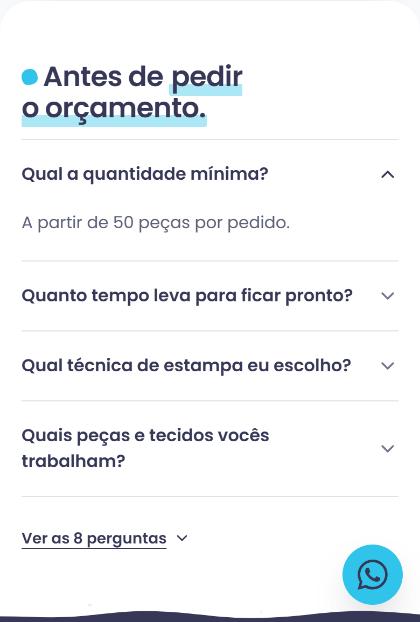 Antes de pedir
o orçamento.
Qual a quantidade mínima?
A partir de 50 peças por pedido.
Quanto tempo leva para ficar pronto?
Qual técnica de estampa eu escolho?
Quais peças e tecidos vocês
trabalham?
Ver as 8 perguntas